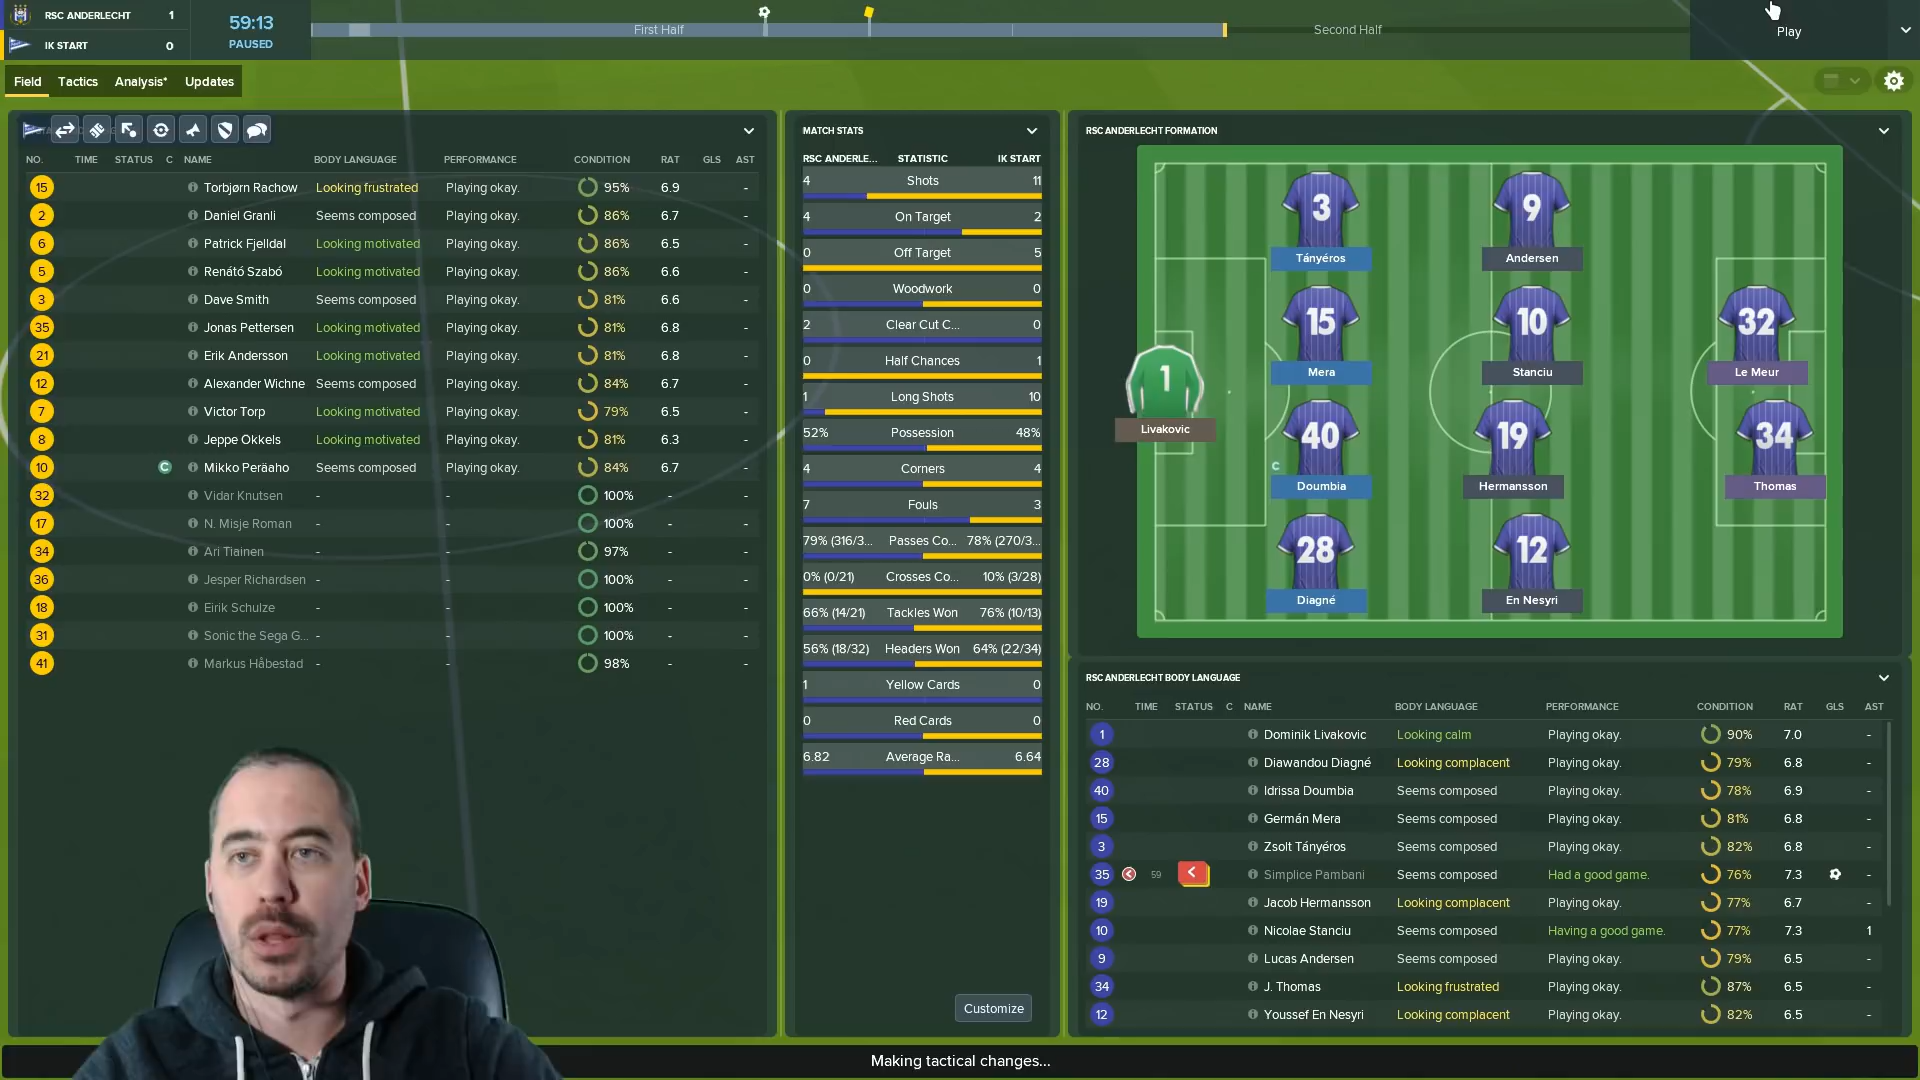 RSC ANDERLECHT 1
IK START 0
59:13
PAUSED
First Half
Second Half
Play
Field Tactics Analysis* Updates
NO. TIME STATUS C NAME BODY LANGUAGE PERFORMANCE CONDITION RAT GLS AST
15 Torbjørn Rachow Looking frustrated Playing okay. 95% 6.9 -
2 Daniel Granli Seems composed Playing okay. 86% 6.7 -
6 Patrick Fjelldal Looking motivated Playing okay. 86% 6.5 -
5 Renátó Szabó Looking motivated Playing okay. 86% 6.6 -
3 Dave Smith Seems composed Playing okay. 81% 6.6 -
35 Jonas Pettersen Looking motivated Playing okay. 81% 6.8 -
21 Erik Andersson Looking motivated Playing okay. 81% 6.8 -
12 Alexander Wichne Seems composed Playing okay. 84% 6.7 -
7 Victor Torp Looking motivated Playing okay. 79% 6.5 -
8 Jeppe Okkels Looking motivated Playing okay. 81% 6.3 -
10 C Mikko Peräaho Seems composed Playing okay. 84% 6.7 -
32 Vidar Knutsen - - 100% - -
17 N. Misje Roman - - 100% - -
34 Ari Tiainen - - 97% - -
36 Jesper Richardsen - - 100% - -
18 Eirik Schulze - - 100% - -
31 Sonic the Sega G... - - 100% - -
41 Markus Håbestad - - 98% - -
MATCH STATS
RSC ANDERLE... STATISTIC IK START
4 Shots 11
4 On Target 2
0 Off Target 5
0 Woodwork 0
2 Clear Cut C... 0
0 Half Chances 1
1 Long Shots 10
52% Possession 48%
4 Corners 4
7 Fouls 3
79% (316/3... Passes Co... 78% (270/3...
0% (0/21) Crosses Co... 10% (3/28)
66% (14/21) Tackles Won 76% (10/13)
56% (18/32) Headers Won 64% (22/34)
1 Yellow Cards 0
0 Red Cards 0
6.82 Average Ra... 6.64
Customize
RSC ANDERLECHT FORMATION
3 9
Tányéros Andersen
15 10 32
Mera Stanciu Le Meur
1
Livakovic
40 19 34
C
Doumbia Hermansson Thomas
28 12
Diagné En Nesyri
RSC ANDERLECHT BODY LANGUAGE
NO. TIME STATUS C NAME BODY LANGUAGE PERFORMANCE CONDITION RAT GLS AST
1 Dominik Livakovic Looking calm Playing okay. 90% 7.0 -
28 Diawandou Diagné Looking complacent Playing okay. 79% 6.8 -
40 Idrissa Doumbia Seems composed Playing okay. 78% 6.9 -
15 Germán Mera Seems composed Playing okay. 81% 6.8 -
3 Zsolt Tányéros Seems composed Playing okay. 82% 6.8 -
35 59 Simplice Pambani Seems composed Had a good game. 76% 7.3 -
19 Jacob Hermansson Looking complacent Playing okay. 77% 6.7 -
10 Nicolae Stanciu Seems composed Having a good game. 77% 7.3 1
9 Lucas Andersen Seems composed Playing okay. 79% 6.5 -
34 J. Thomas Looking frustrated Playing okay. 87% 6.5 -
12 Youssef En Nesyri Looking complacent Playing okay. 82% 6.5 -
Making tactical changes...